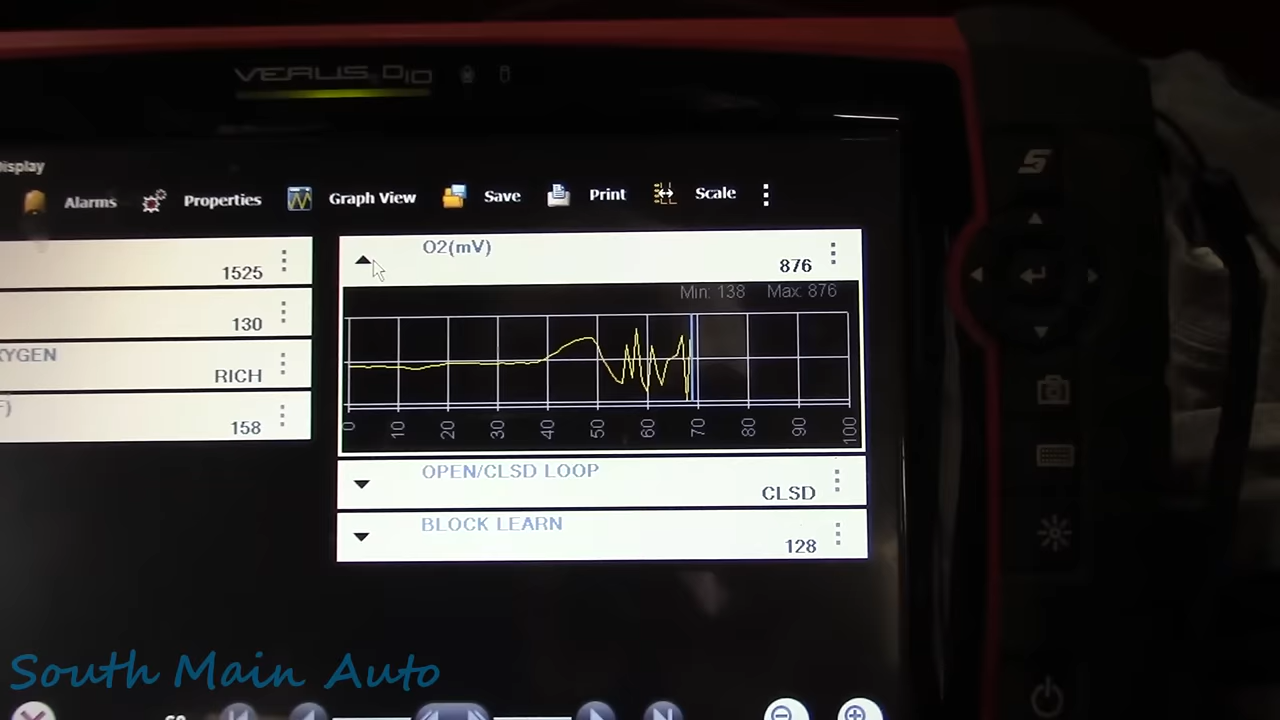 VERUS
Display
Alarms Properties Graph View Save Print Scale
1525
130
XYGEN
RICH
F)
158
O2(mV)
876
Min: 138 Max: 876
0 10 20 30 40 50 60 70 80 90 100
OPEN/CLSD LOOP
CLSD
BLOCK LEARN
128
South Main Auto